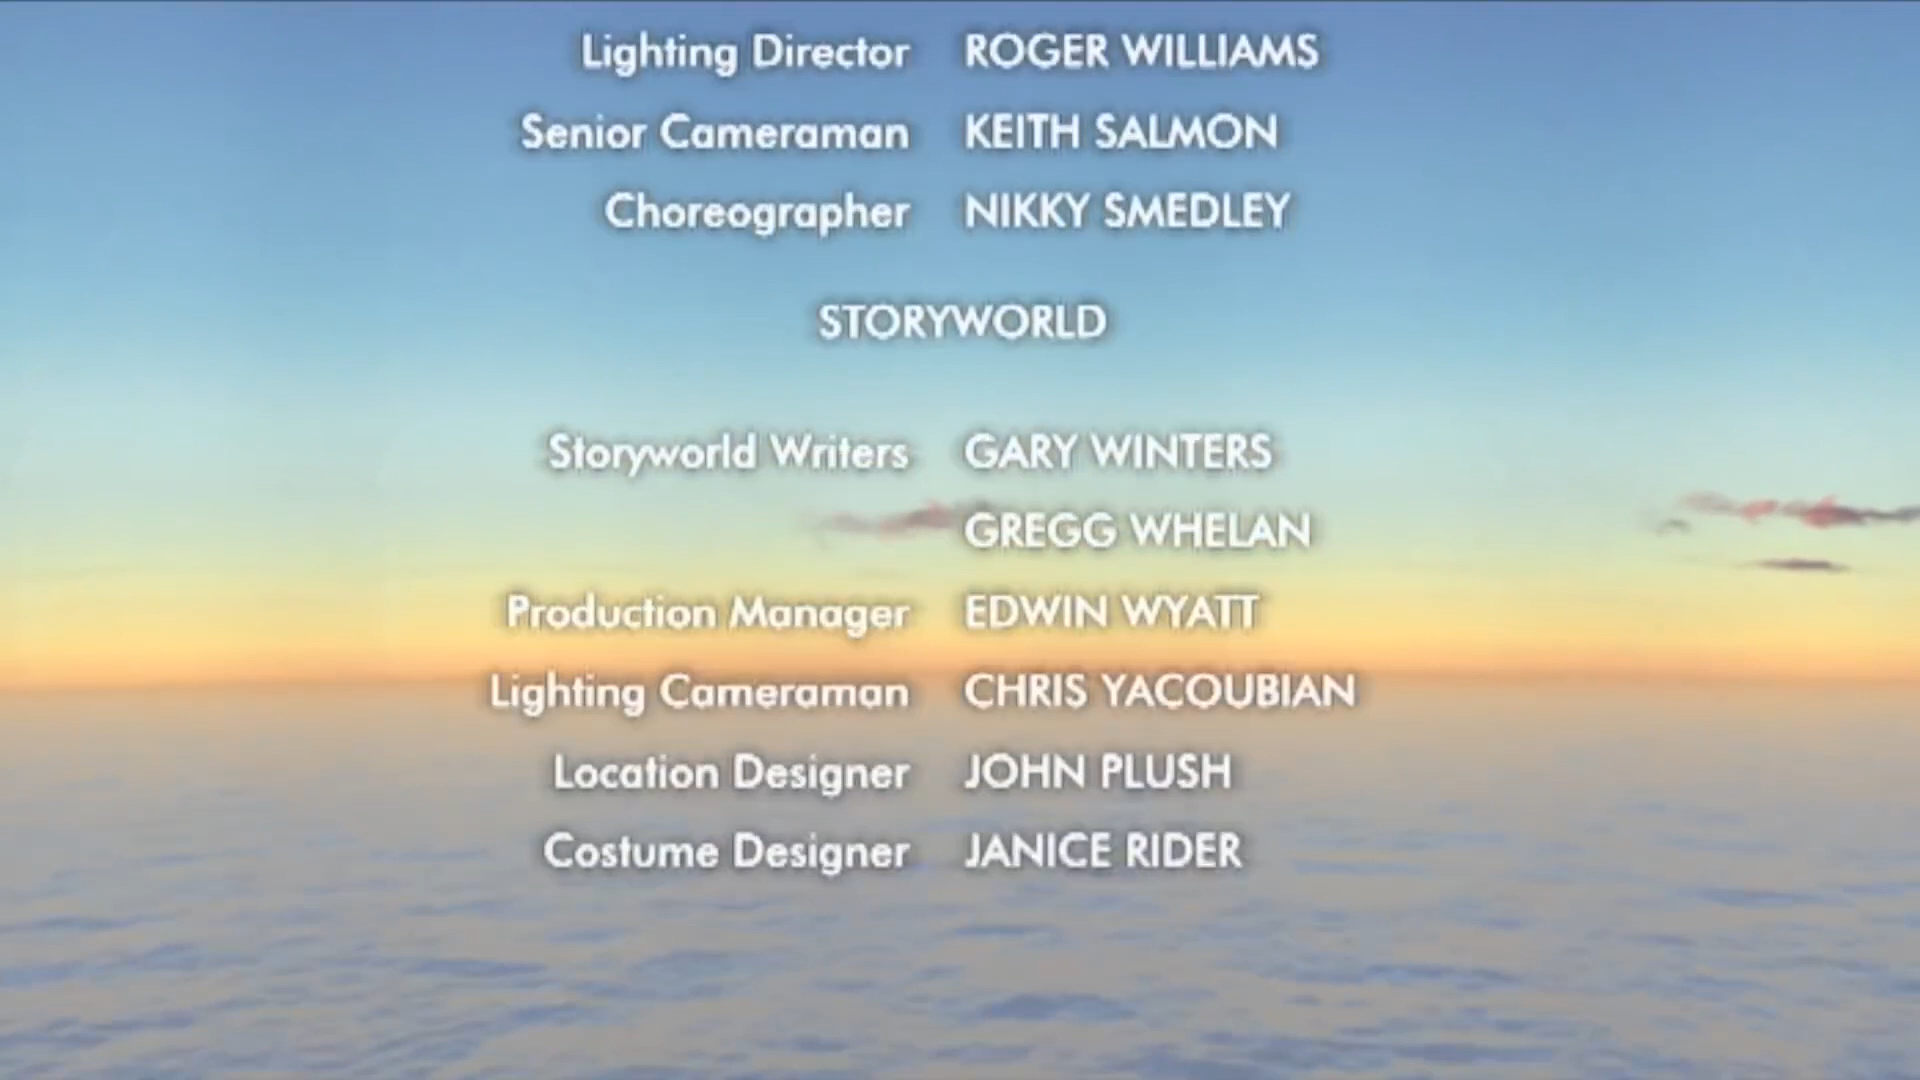 Lighting Director ROGER WILLIAMS
Senior Cameraman KEITH SALMON
Choreographer NIKKY SMEDLEY
STORYWORLD
Storyworld Writers GARY WINTERS
GREGG WHELAN
Production Manager EDWIN WYATT
Lighting Cameraman CHRIS YACOUBIAN
Location Designer JOHN PLUSH
Costume Designer JANICE RIDER